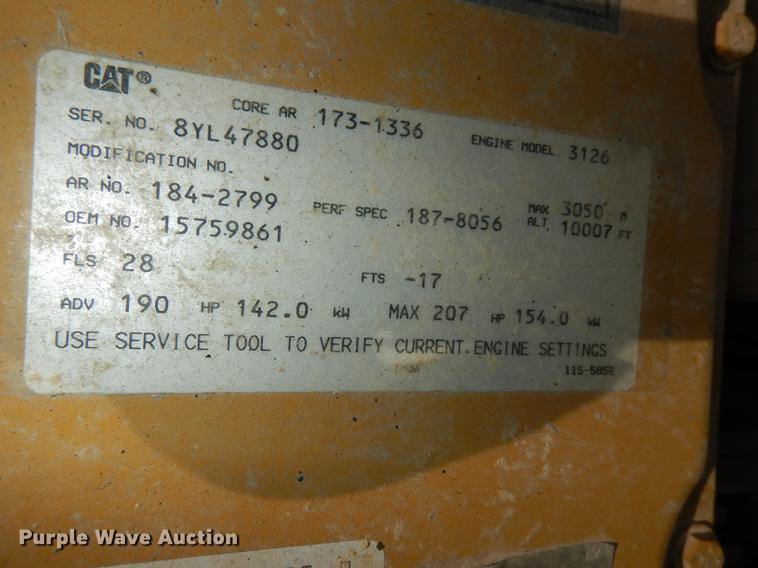 CAT®
CORE AR 173-1336
ENGINE MODEL 3126
SER. NO. 8YL47880
MODIFICATION NO.
AR NO. 184-2799
PERF SPEC 187-8056
MAX ALT. 3050 M 10007 FT
OEM NO. 15759861
FLS 28
FTS -17
ADV 190 HP 142.0 kW MAX 207 HP 154.0 kW
USE SERVICE TOOL TO VERIFY CURRENT ENGINE SETTINGS
115-5852
Purple Wave Auction